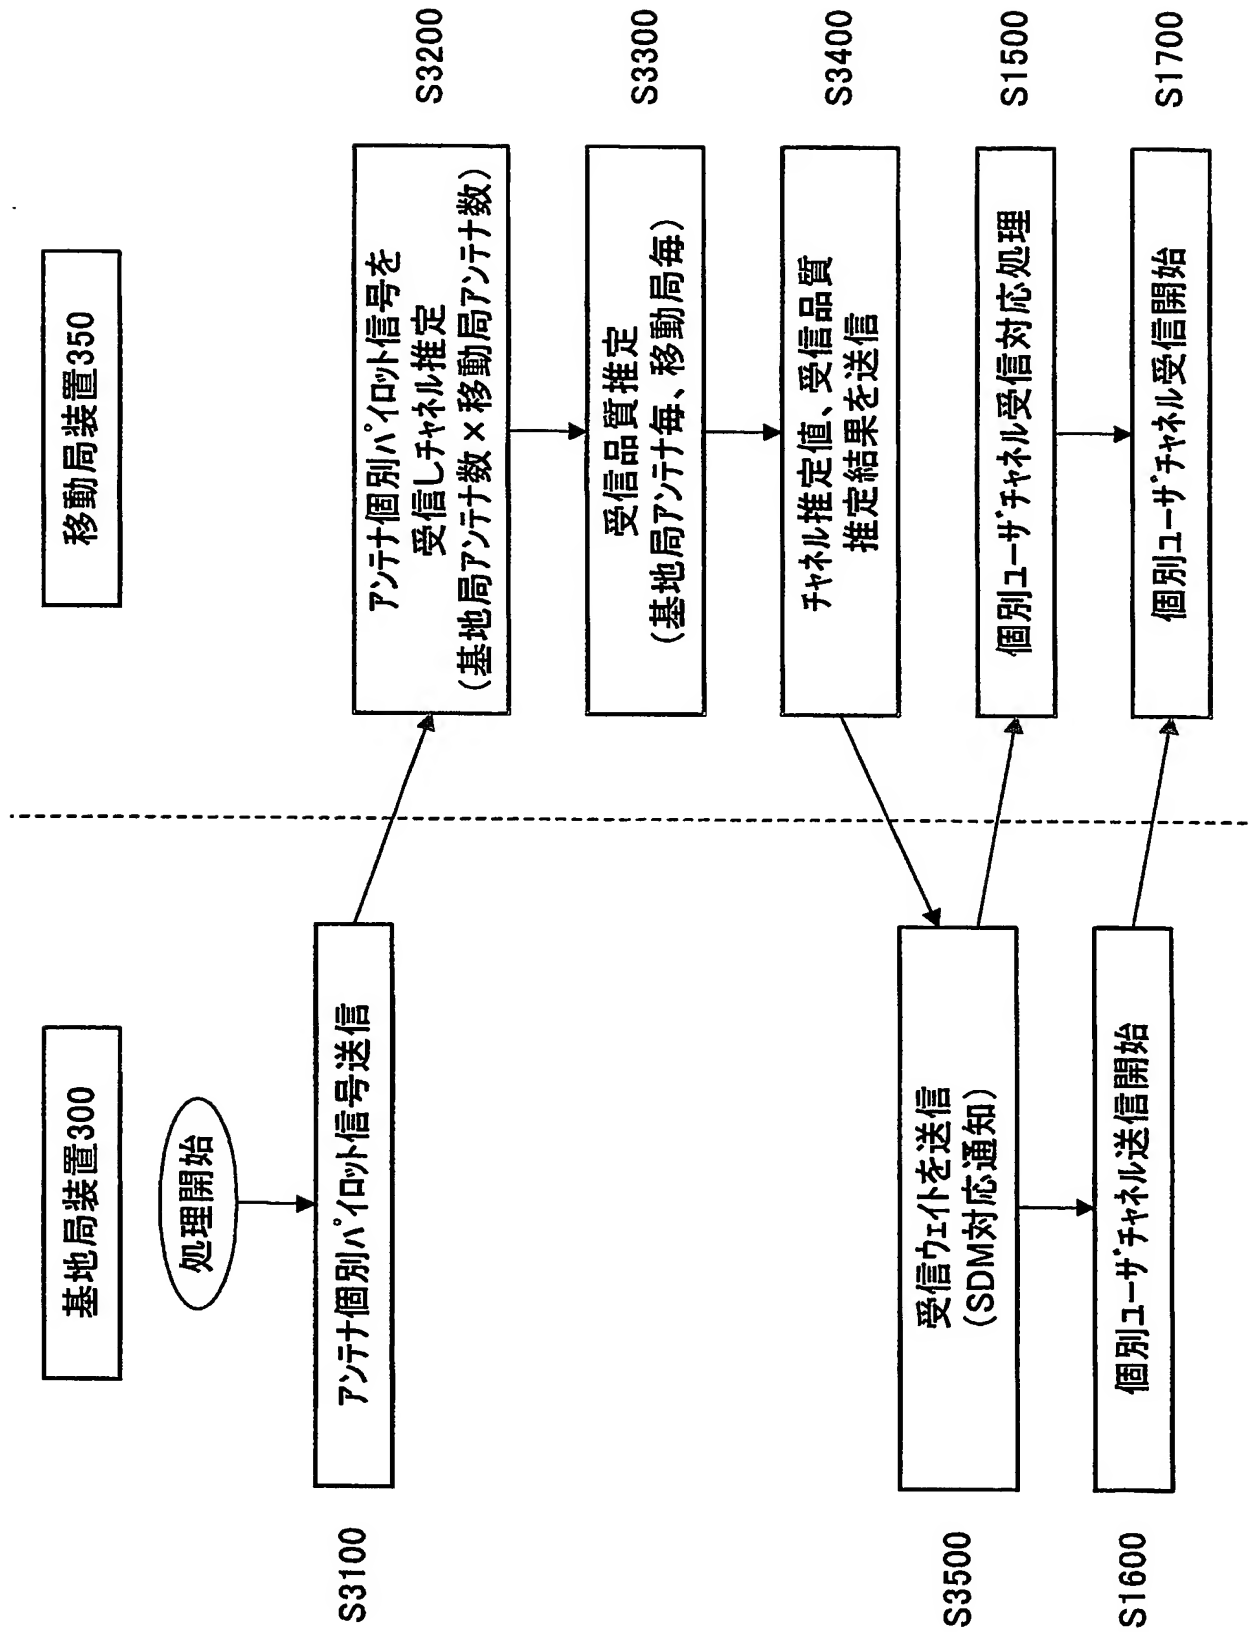 基地局装置300
移動局装置350
処理開始
S3100
アンテナ個別パイロット信号送信
アンテナ個別パイロット信号を
受信しチャネル推定
(基地局アンテナ数×移動局アンテナ数)
S3200
受信品質推定
(基地局アンテナ毎、移動局毎)
S3300
チャネル推定値、受信品質
推定結果を送信
S3400
S3500
受信ウェイトを送信
(SDM対応通知)
個別ユーザチャネル受信対応処理
S1500
S1600
個別ユーザチャネル送信開始
個別ユーザチャネル受信開始
S1700